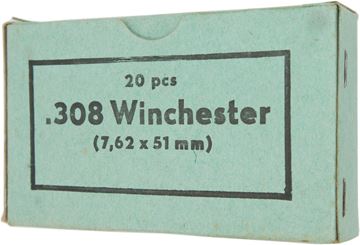 20 pcs
.308 Winchester
(7,62 x 51 mm)